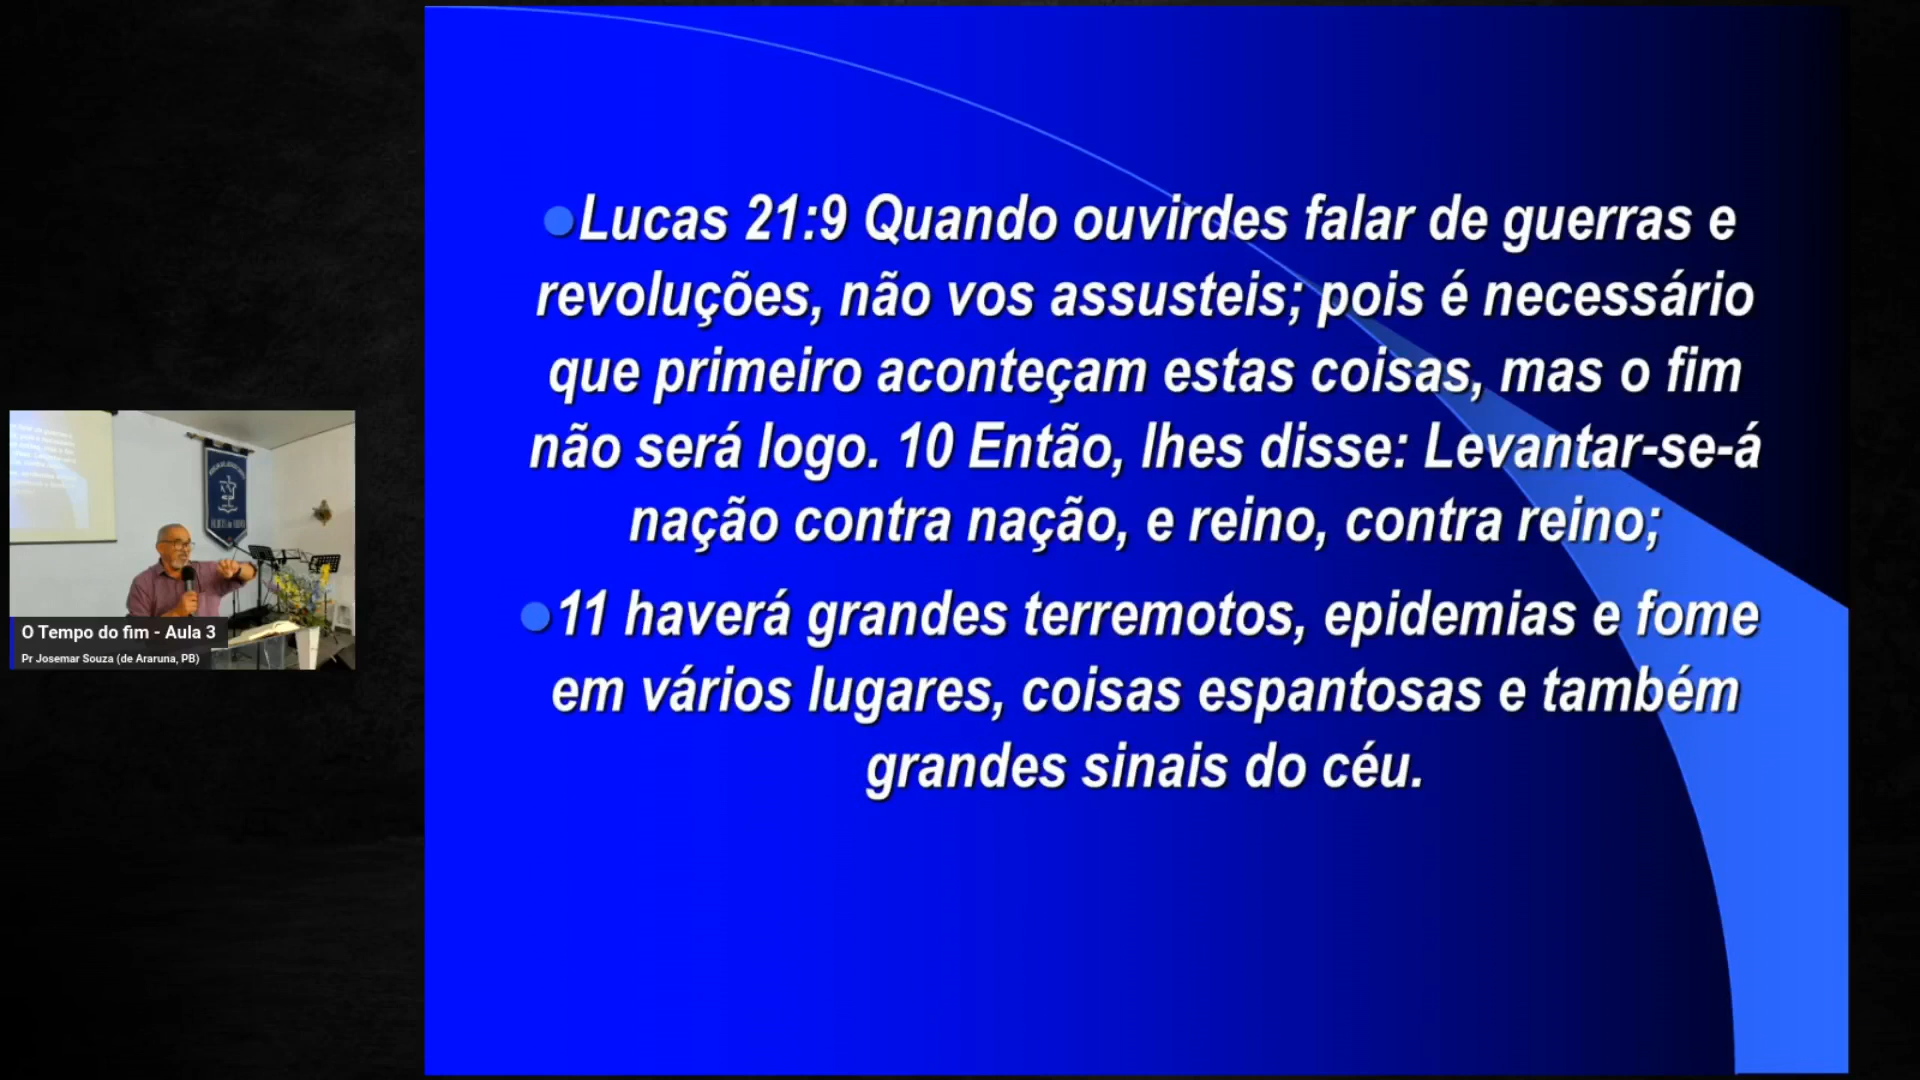 Lucas 21:9 Quando ouvirdes falar de guerras e
revoluções, não vos assusteis; pois é necessário
que primeiro aconteçam estas coisas, mas o fim
não será logo. 10 Então, lhes disse: Levantar-se-á
nação contra nação, e reino, contra reino;
11 haverá grandes terremotos, epidemias e fome
em vários lugares, coisas espantosas e também
grandes sinais do céu.
O Tempo do fim - Aula 3
Pr Josemar Souza (de Araruna, PB)